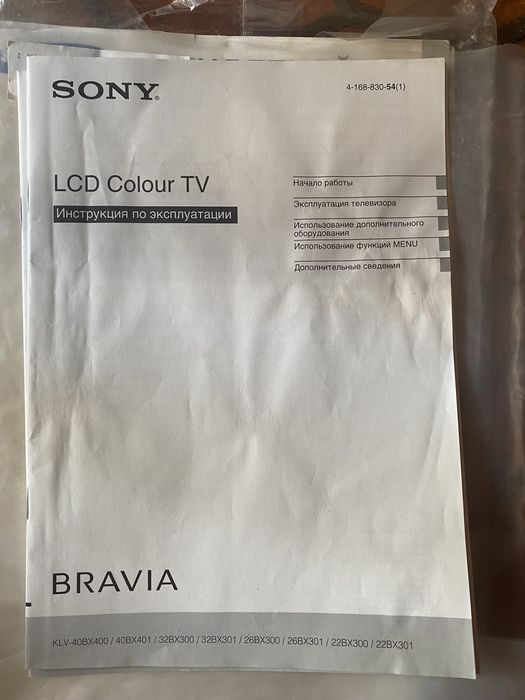 SONY®
4-168-830-54(1)
LCD Colour TV
Инструкция по эксплуатации
Начало работы
Эксплуатация телевизора
Использование дополнительного
оборудования
Использование функций MENU
Дополнительные сведения
BRAVIA
KLV-40BX400 / 40BX401 / 32BX300 / 32BX301 / 26BX300 / 26BX301 / 22BX300 / 22BX301